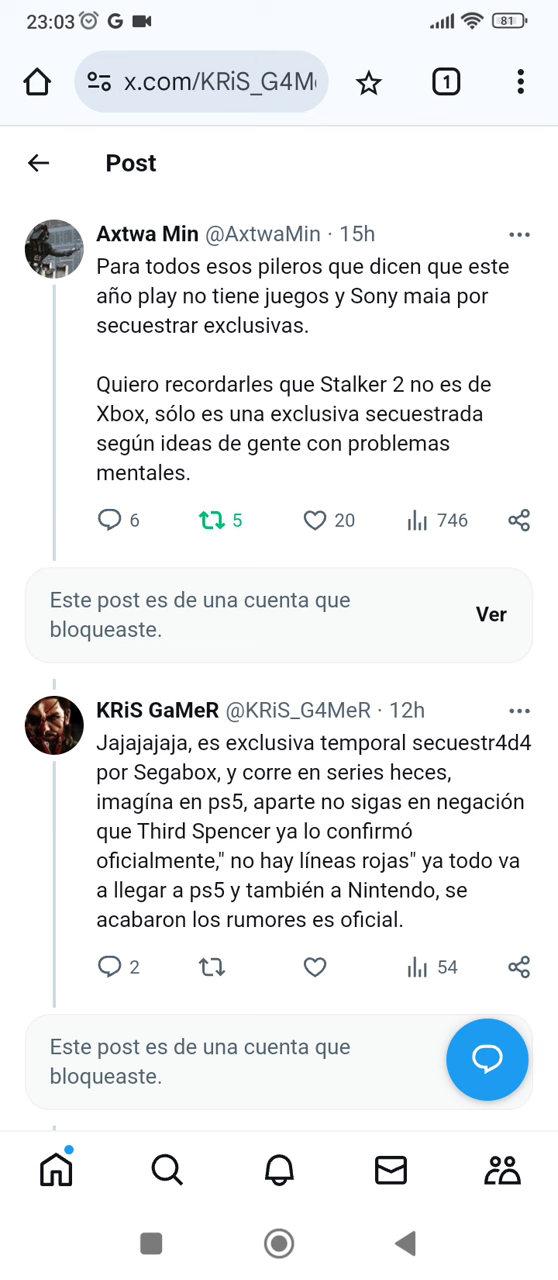 23:03
81
x.com/KRiS_G4M
1
Post
Axtwa Min @AxtwaMin · 15h
Para todos esos pileros que dicen que este
año play no tiene juegos y Sony maia por
secuestrar exclusivas.
Quiero recordarles que Stalker 2 no es de
Xbox, sólo es una exclusiva secuestrada
según ideas de gente con problemas
mentales.
6 5 20 746
Este post es de una cuenta que
bloqueaste.
Ver
KRiS GaMeR @KRiS_G4MeR · 12h
Jajajajaja, es exclusiva temporal secuestr4d4
por Segabox, y corre en series heces,
imagína en ps5, aparte no sigas en negación
que Third Spencer ya lo confirmó
oficialmente," no hay líneas rojas" ya todo va
a llegar a ps5 y también a Nintendo, se
acabaron los rumores es oficial.
2 54
Este post es de una cuenta que
bloqueaste.